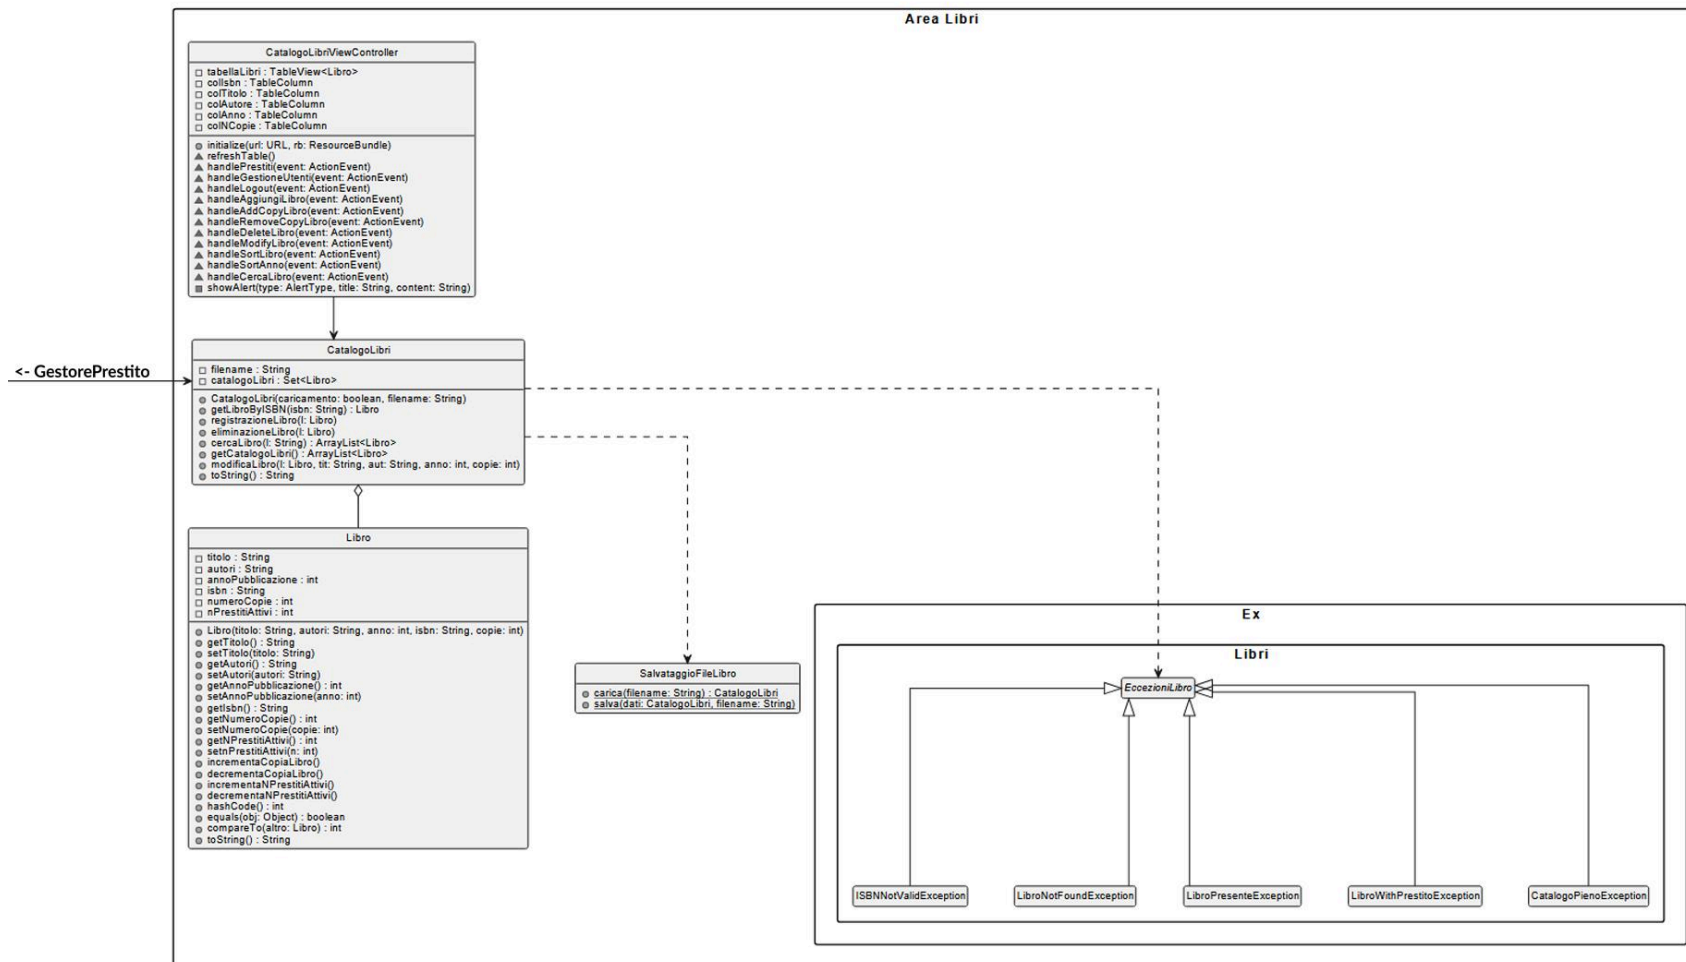 Area Libri
CatalogoLibriViewController
tabellaLibri : TableView<Libro>
colIsbn : TableColumn
colTitolo : TableColumn
colAutore : TableColumn
colAnno : TableColumn
colNCopie : TableColumn
initialize(url: URL, rb: ResourceBundle)
refreshTable()
handlePrestiti(event: ActionEvent)
handleGestioneUtenti(event: ActionEvent)
handleLogout(event: ActionEvent)
handleAggiungiLibro(event: ActionEvent)
handleAddCopyLibro(event: ActionEvent)
handleRemoveCopyLibro(event: ActionEvent)
handleDeleteLibro(event: ActionEvent)
handleModifyLibro(event: ActionEvent)
handleSortLibro(event: ActionEvent)
handleSortAnno(event: ActionEvent)
handleCercaLibro(event: ActionEvent)
showAlert(type: AlertType, title: String, content: String)
<- GestorePrestito
CatalogoLibri
filename : String
catalogoLibri : Set<Libro>
CatalogoLibri(caricamento: boolean, filename: String)
getLibroByISBN(isbn: String) : Libro
registrazioneLibro(l: Libro)
eliminazioneLibro(l: Libro)
cercaLibro(l: String) : ArrayList<Libro>
getCatalogoLibri() : ArrayList<Libro>
modificaLibro(l: Libro, tit: String, aut: String, anno: int, copie: int)
toString() : String
Libro
titolo : String
autori : String
annoPubblicazione : int
isbn : String
numeroCopie : int
nPrestitiAttivi : int
Libro(titolo: String, autori: String, anno: int, isbn: String, copie: int)
getTitolo() : String
setTitolo(titolo: String)
getAutori() : String
setAutori(autori: String)
getAnnoPubblicazione() : int
setAnnoPubblicazione(anno: int)
getIsbn() : String
getNumeroCopie() : int
setNumeroCopie(copie: int)
getNPrestitiAttivi() : int
setnPrestitiAttivi(n: int)
incrementaCopiaLibro()
decrementaCopiaLibro()
incrementaNPrestitiAttivi()
decrementaNPrestitiAttivi()
hashCode() : int
equals(obj: Object) : boolean
compareTo(altro: Libro) : int
toString() : String
SalvataggioFileLibro
carica(filename: String) : CatalogoLibri
salva(dati: CatalogoLibri, filename: String)
Ex
Libri
EccezioniLibro
ISBNNotValidException
LibroNotFoundException
LibroPresenteException
LibroWithPrestitoException
CatalogoPienoException